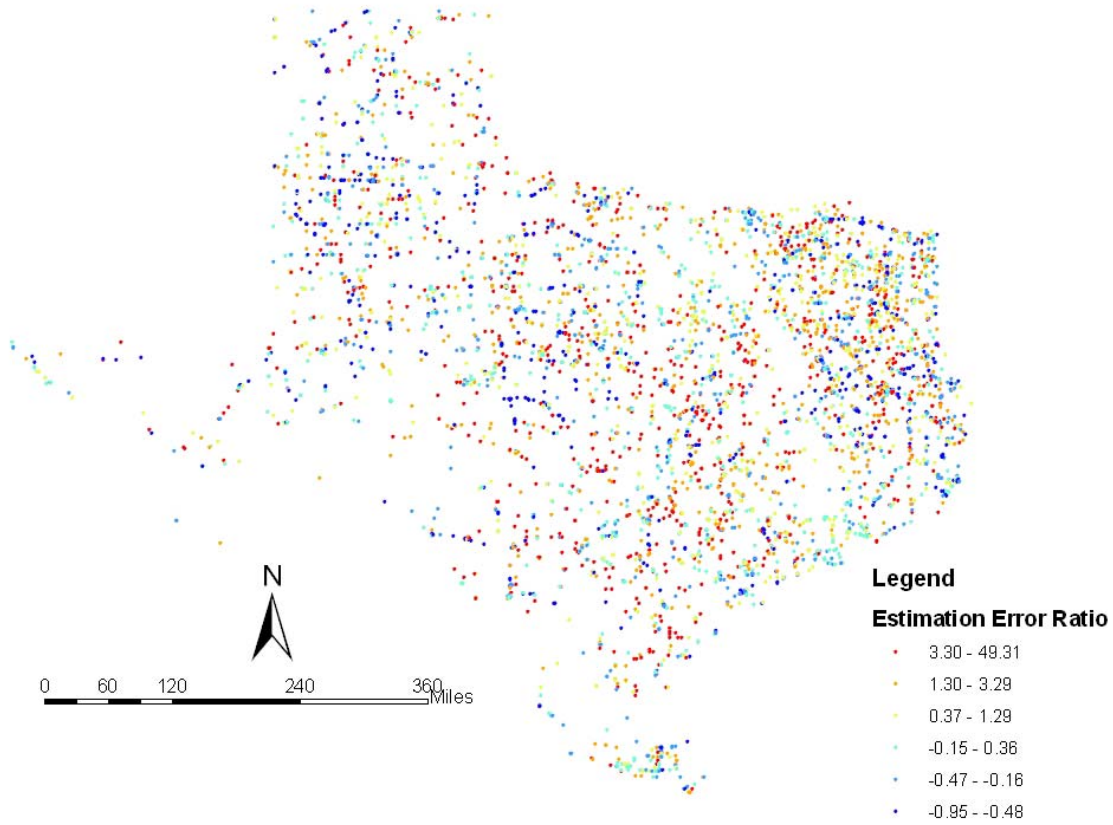 N
0 60 120 240 360 Miles
Legend
Estimation Error Ratio
3.30 - 49.31
1.30 - 3.29
0.37 - 1.29
-0.15 - 0.36
-0.47 - -0.16
-0.95 - -0.48